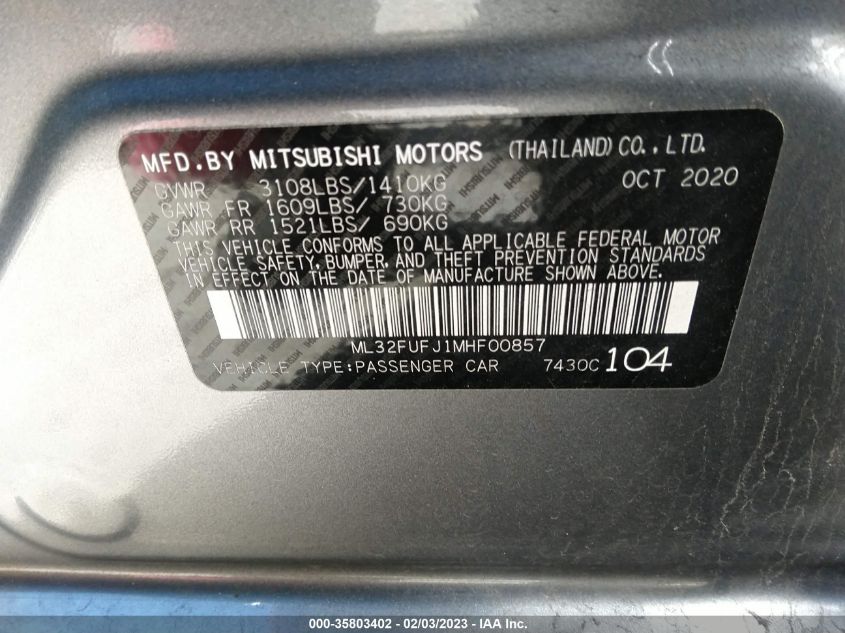 MFD.BY MITSUBISHI MOTORS (THAILAND) CO., LTD.
GVWR 3108LBS/1410KG OCT 2020
GAWR FR 1609LBS/ 730KG
GAWR RR 1521LBS/ 690KG
THIS VEHICLE CONFORMS TO ALL APPLICABLE FEDERAL MOTOR
VEHICLE SAFETY, BUMPER, AND THEFT PREVENTION STANDARDS
IN EFFECT ON THE DATE OF MANUFACTURE SHOWN ABOVE.
ML32FUFJ1MHF00857
VEHICLE TYPE:PASSENGER CAR 7430C 104
000-35803402 - 02/03/2023 - IAA Inc.